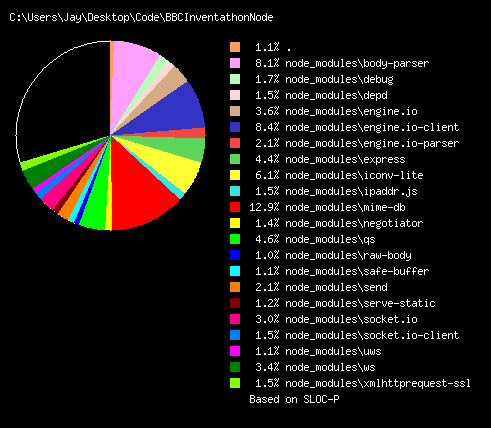 C:\Users\Jay\Desktop\Code\BBCInventathonNode
1.1% .
8.1% node_modules\body-parser
1.7% node_modules\debug
1.5% node_modules\depd
3.6% node_modules\engine.io
8.4% node_modules\engine.io-client
2.1% node_modules\engine.io-parser
4.4% node_modules\express
6.1% node_modules\iconv-lite
1.5% node_modules\ipaddr.js
12.9% node_modules\mime-db
1.4% node_modules\negotiator
4.6% node_modules\qs
1.0% node_modules\raw-body
1.1% node_modules\safe-buffer
2.1% node_modules\send
1.2% node_modules\serve-static
3.0% node_modules\socket.io
1.5% node_modules\socket.io-client
1.1% node_modules\uws
3.4% node_modules\ws
1.5% node_modules\xmlhttprequest-ssl
Based on SLOC-P